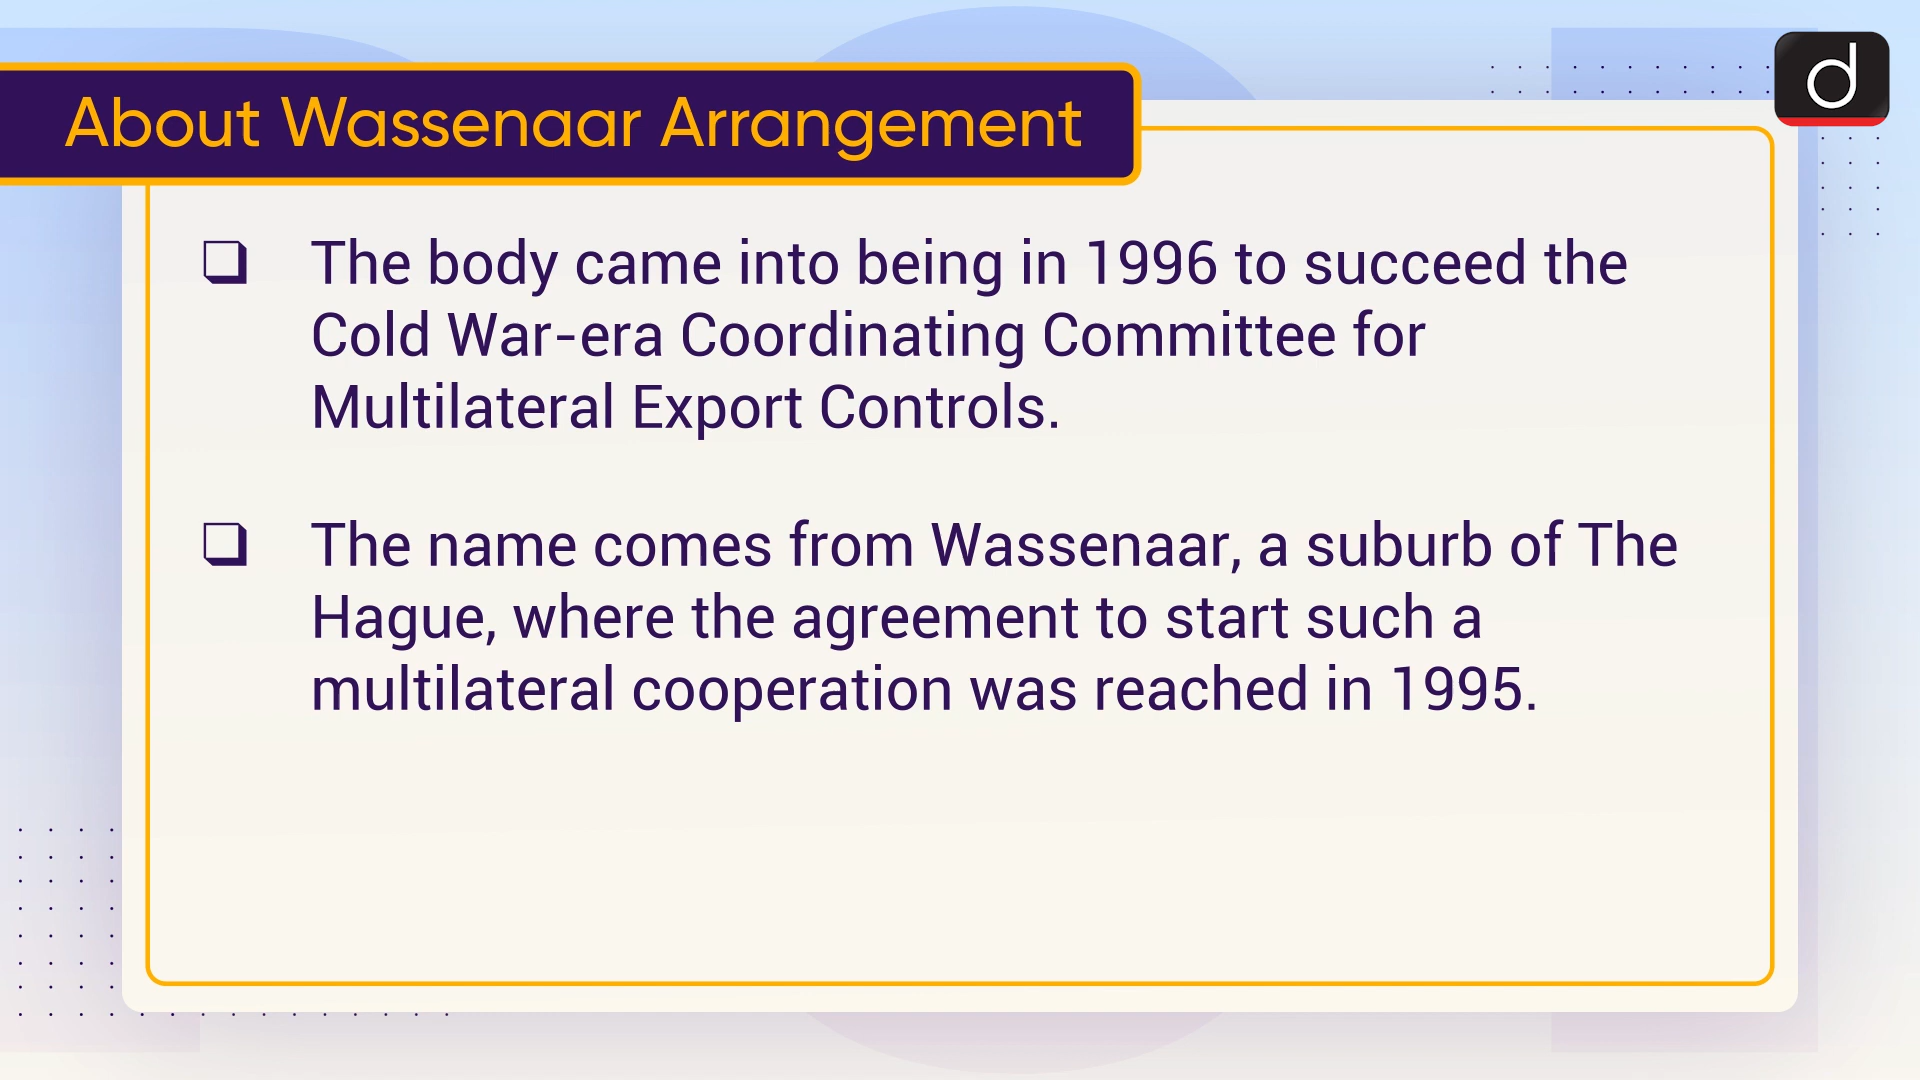 About Wassenaar Arrangement
d
❑ The body came into being in 1996 to succeed the
Cold War-era Coordinating Committee for
Multilateral Export Controls.
❑ The name comes from Wassenaar, a suburb of The
Hague, where the agreement to start such a
multilateral cooperation was reached in 1995.